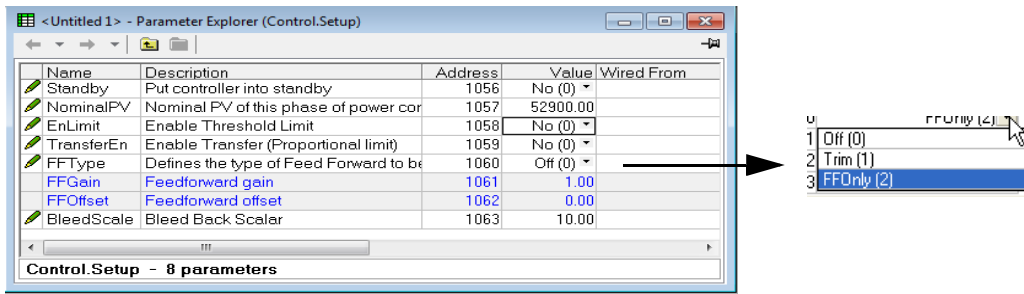 <Untitled 1> - Parameter Explorer (Control.Setup)
Name Description Address Value Wired From
Standby Put controller into standby 1056 No (0)
NominalPV Nominal PV of this phase of power cor 1057 52900.00
EnLimit Enable Threshold Limit 1058 No (0)
TransferEn Enable Transfer (Proportional limit) 1059 No (0)
FFType Defines the type of Feed Forward to be 1060 Off (0)
FFGain Feedforward gain 1061 1.00
FFOffset Feedforward offset 1062 0.00
BleedScale Bleed Back Scalar 1063 10.00
Control.Setup - 8 parameters
FFOnly (2)
1 Off (0)
2 Trim (1)
3 FFOnly (2)